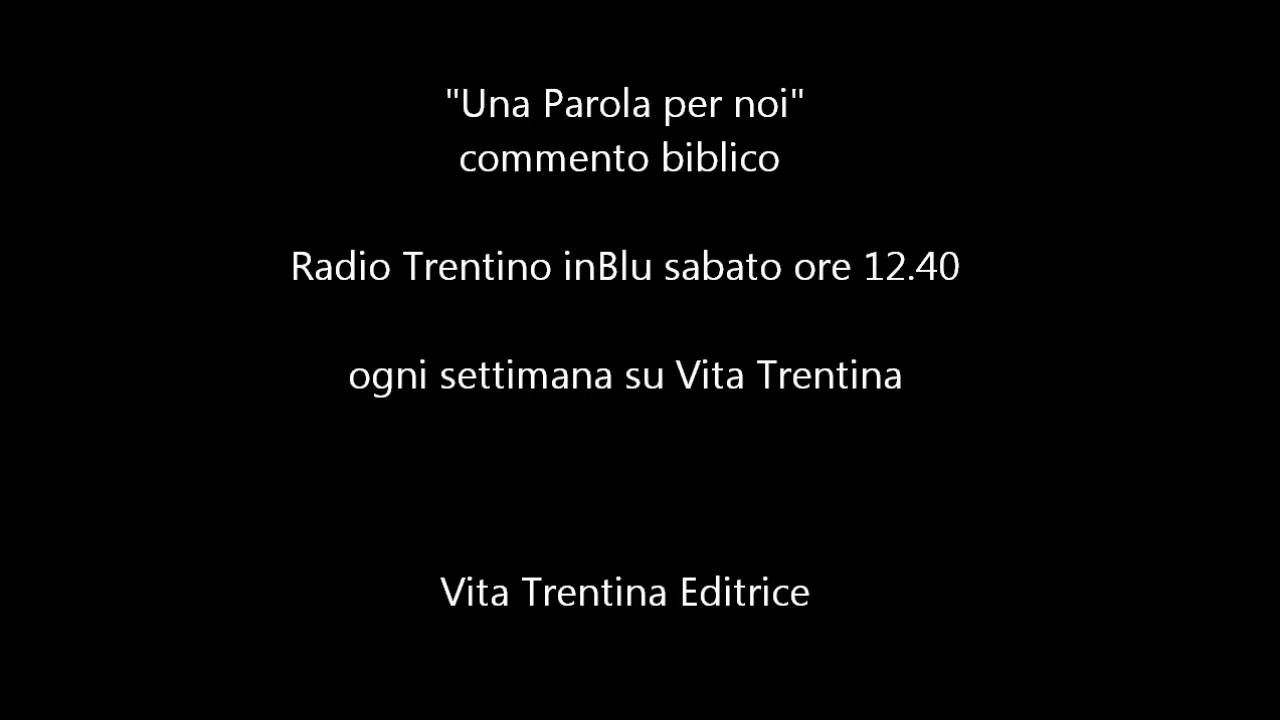 "Una Parola per noi"
commento biblico
Radio Trentino inBlu sabato ore 12.40
ogni settimana su Vita Trentina
Vita Trentina Editrice